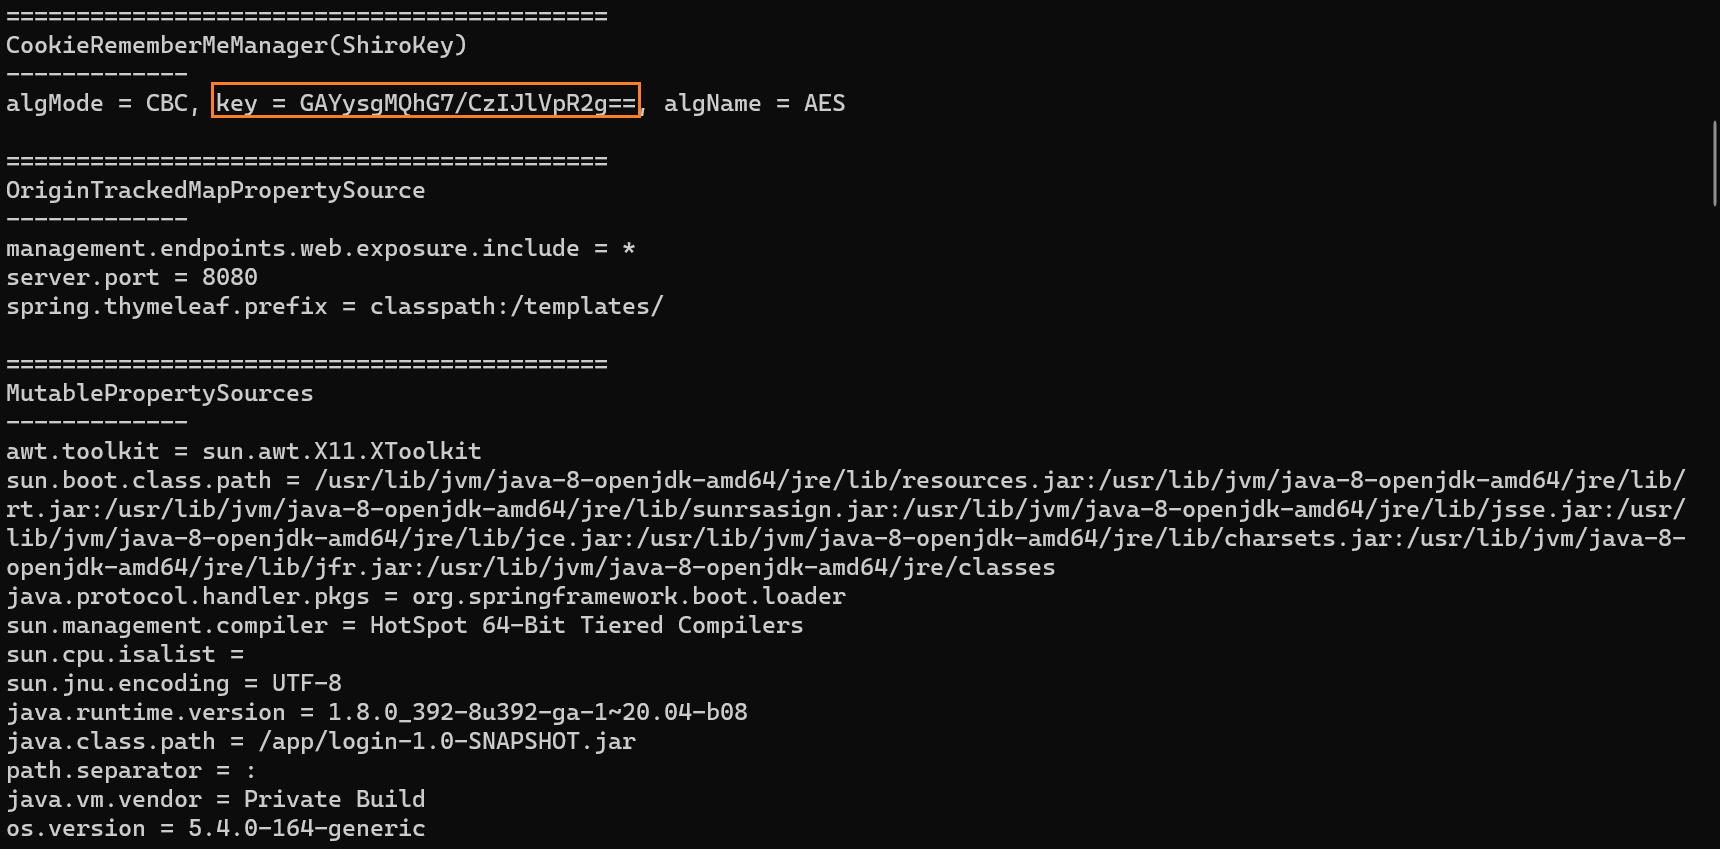 ===========================================
CookieRememberMeManager(ShiroKey)
-------------
algMode = CBC, key = GAYysgMQhG7/CzIJlVpR2g==, algName = AES
===========================================
OriginTrackedMapPropertySource
-------------
management.endpoints.web.exposure.include = *
server.port = 8080
spring.thymeleaf.prefix = classpath:/templates/
===========================================
MutablePropertySources
-------------
awt.toolkit = sun.awt.X11.XToolkit
sun.boot.class.path = /usr/lib/jvm/java-8-openjdk-amd64/jre/lib/resources.jar:/usr/lib/jvm/java-8-openjdk-amd64/jre/lib/
rt.jar:/usr/lib/jvm/java-8-openjdk-amd64/jre/lib/sunrsasign.jar:/usr/lib/jvm/java-8-openjdk-amd64/jre/lib/jsse.jar:/usr/
lib/jvm/java-8-openjdk-amd64/jre/lib/jce.jar:/usr/lib/jvm/java-8-openjdk-amd64/jre/lib/charsets.jar:/usr/lib/jvm/java-8-
openjdk-amd64/jre/lib/jfr.jar:/usr/lib/jvm/java-8-openjdk-amd64/jre/classes
java.protocol.handler.pkgs = org.springframework.boot.loader
sun.management.compiler = HotSpot 64-Bit Tiered Compilers
sun.cpu.isalist =
sun.jnu.encoding = UTF-8
java.runtime.version = 1.8.0_392-8u392-ga-1~20.04-b08
java.class.path = /app/login-1.0-SNAPSHOT.jar
path.separator = :
java.vm.vendor = Private Build
os.version = 5.4.0-164-generic